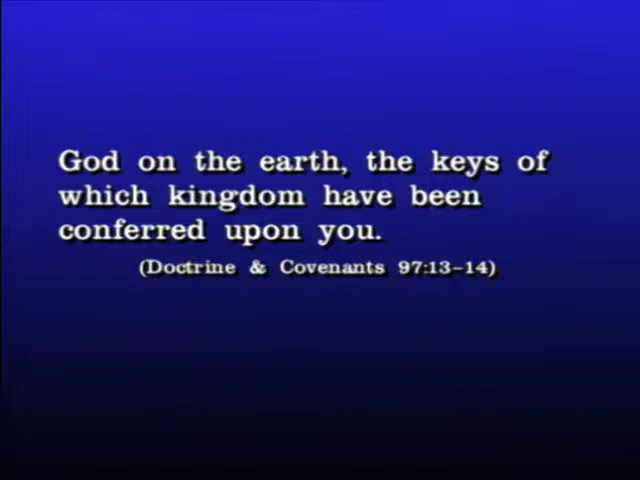 God on the earth, the keys of
which kingdom have been
conferred upon you.
(Doctrine & Covenants 97:13-14)